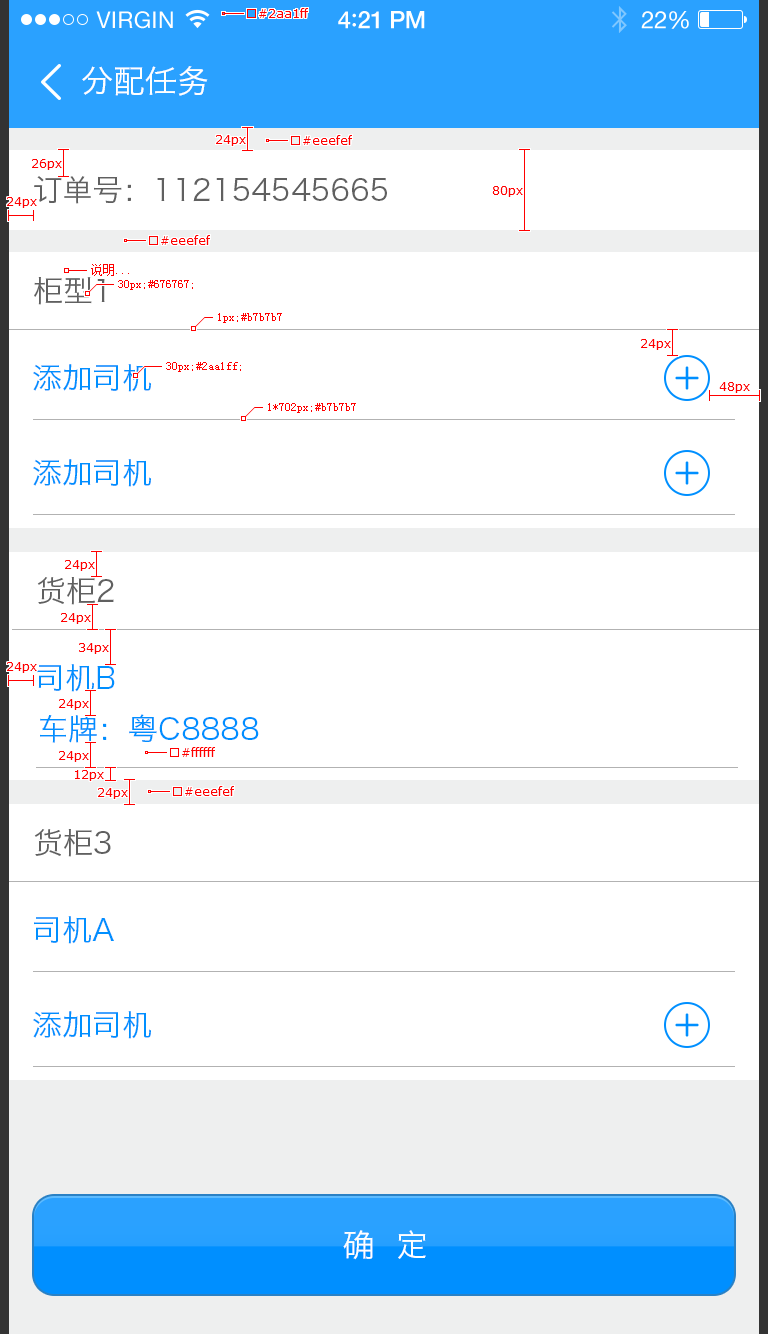 VIRGIN
#2aa1ff
4:21 PM
22%
分配任务
24px
#eeefef
26px
订单号：112154545665
80px
24px
#eeefef
说明...
柜型1
30px;#676767;
1px;#b7b7b7
24px
添加司机
30px;#2aa1ff;
48px
1*702px;#b7b7b7
添加司机
24px
货柜2
24px
34px
24px
司机B
24px
车牌：粤C8888
24px
#ffffff
12px
24px
#eeefef
货柜3
司机A
添加司机
确 定